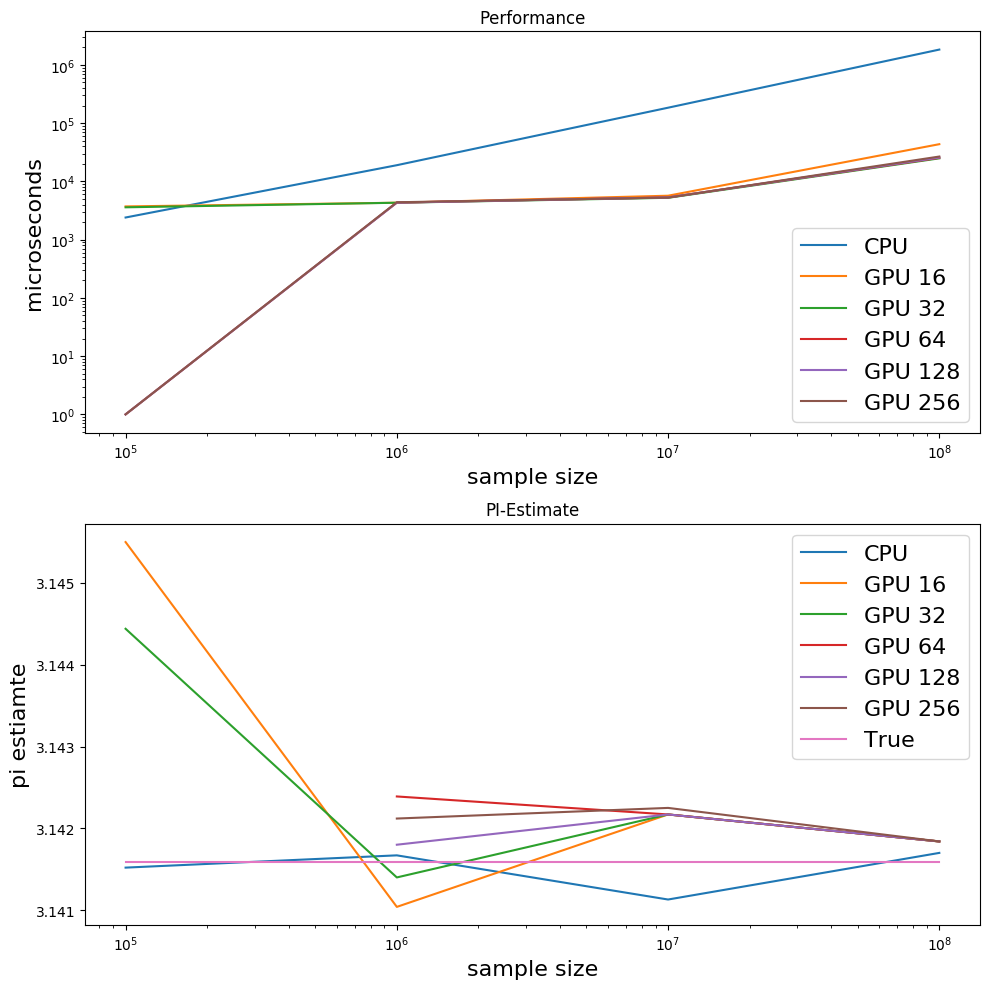 Performance
microseconds
10^6
10^5
10^4
10^3
10^2
10^1
10^0
CPU
GPU 16
GPU 32
GPU 64
GPU 128
GPU 256
10^5 10^6 10^7 10^8
sample size
PI-Estimate
pi estiamte
3.145
3.144
3.143
3.142
3.141
CPU
GPU 16
GPU 32
GPU 64
GPU 128
GPU 256
True
10^5 10^6 10^7 10^8
sample size